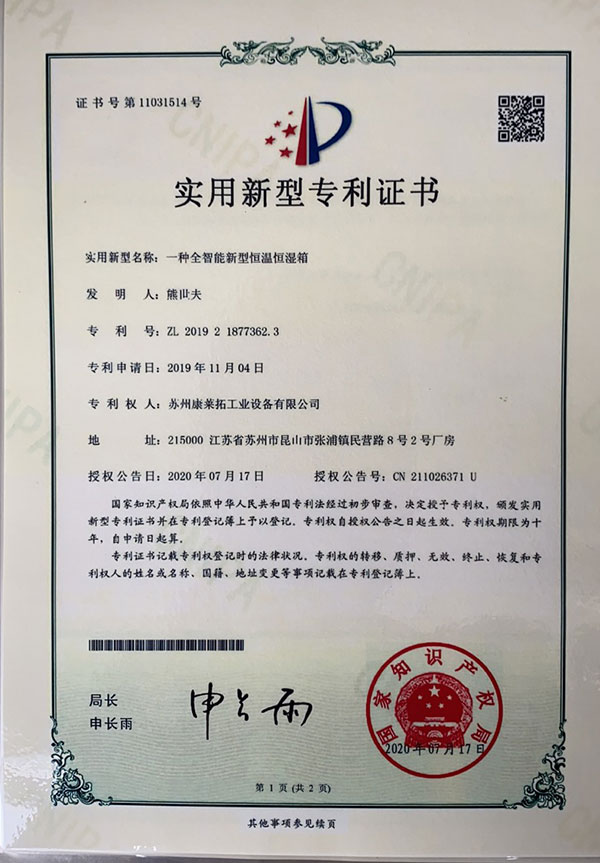 证书号第11031514号
实用新型专利证书
实用新型名称：一种全智能新型恒温恒湿箱
发明人：熊世夫
专利号：ZL 2019 2 1877362.3
专利申请日：2019年11月04日
专利权人：苏州康莱拓工业设备有限公司
地址：215000 江苏省苏州市昆山市张浦镇民营路8号2号厂房
授权公告日：2020年07月17日 授权公告号：CN 211026371 U
国家知识产权局依照中华人民共和国专利法经过初步审查，决定授予专利权，颁发实用
新型专利证书并在专利登记簿上予以登记。专利权自授权公告之日起生效。专利权期限为十
年，自申请日起算。
专利证书记载专利权登记时的法律状况。专利权的转移、质押、无效、终止、恢复和专
利权人的姓名或名称、国籍、地址变更等事项记载在专利登记簿上。
局长
申长雨
申长雨
国家知识产权局
2020年07月17日
第1页(共2页)
其他事项参见续页
CNIPA
CNIPA